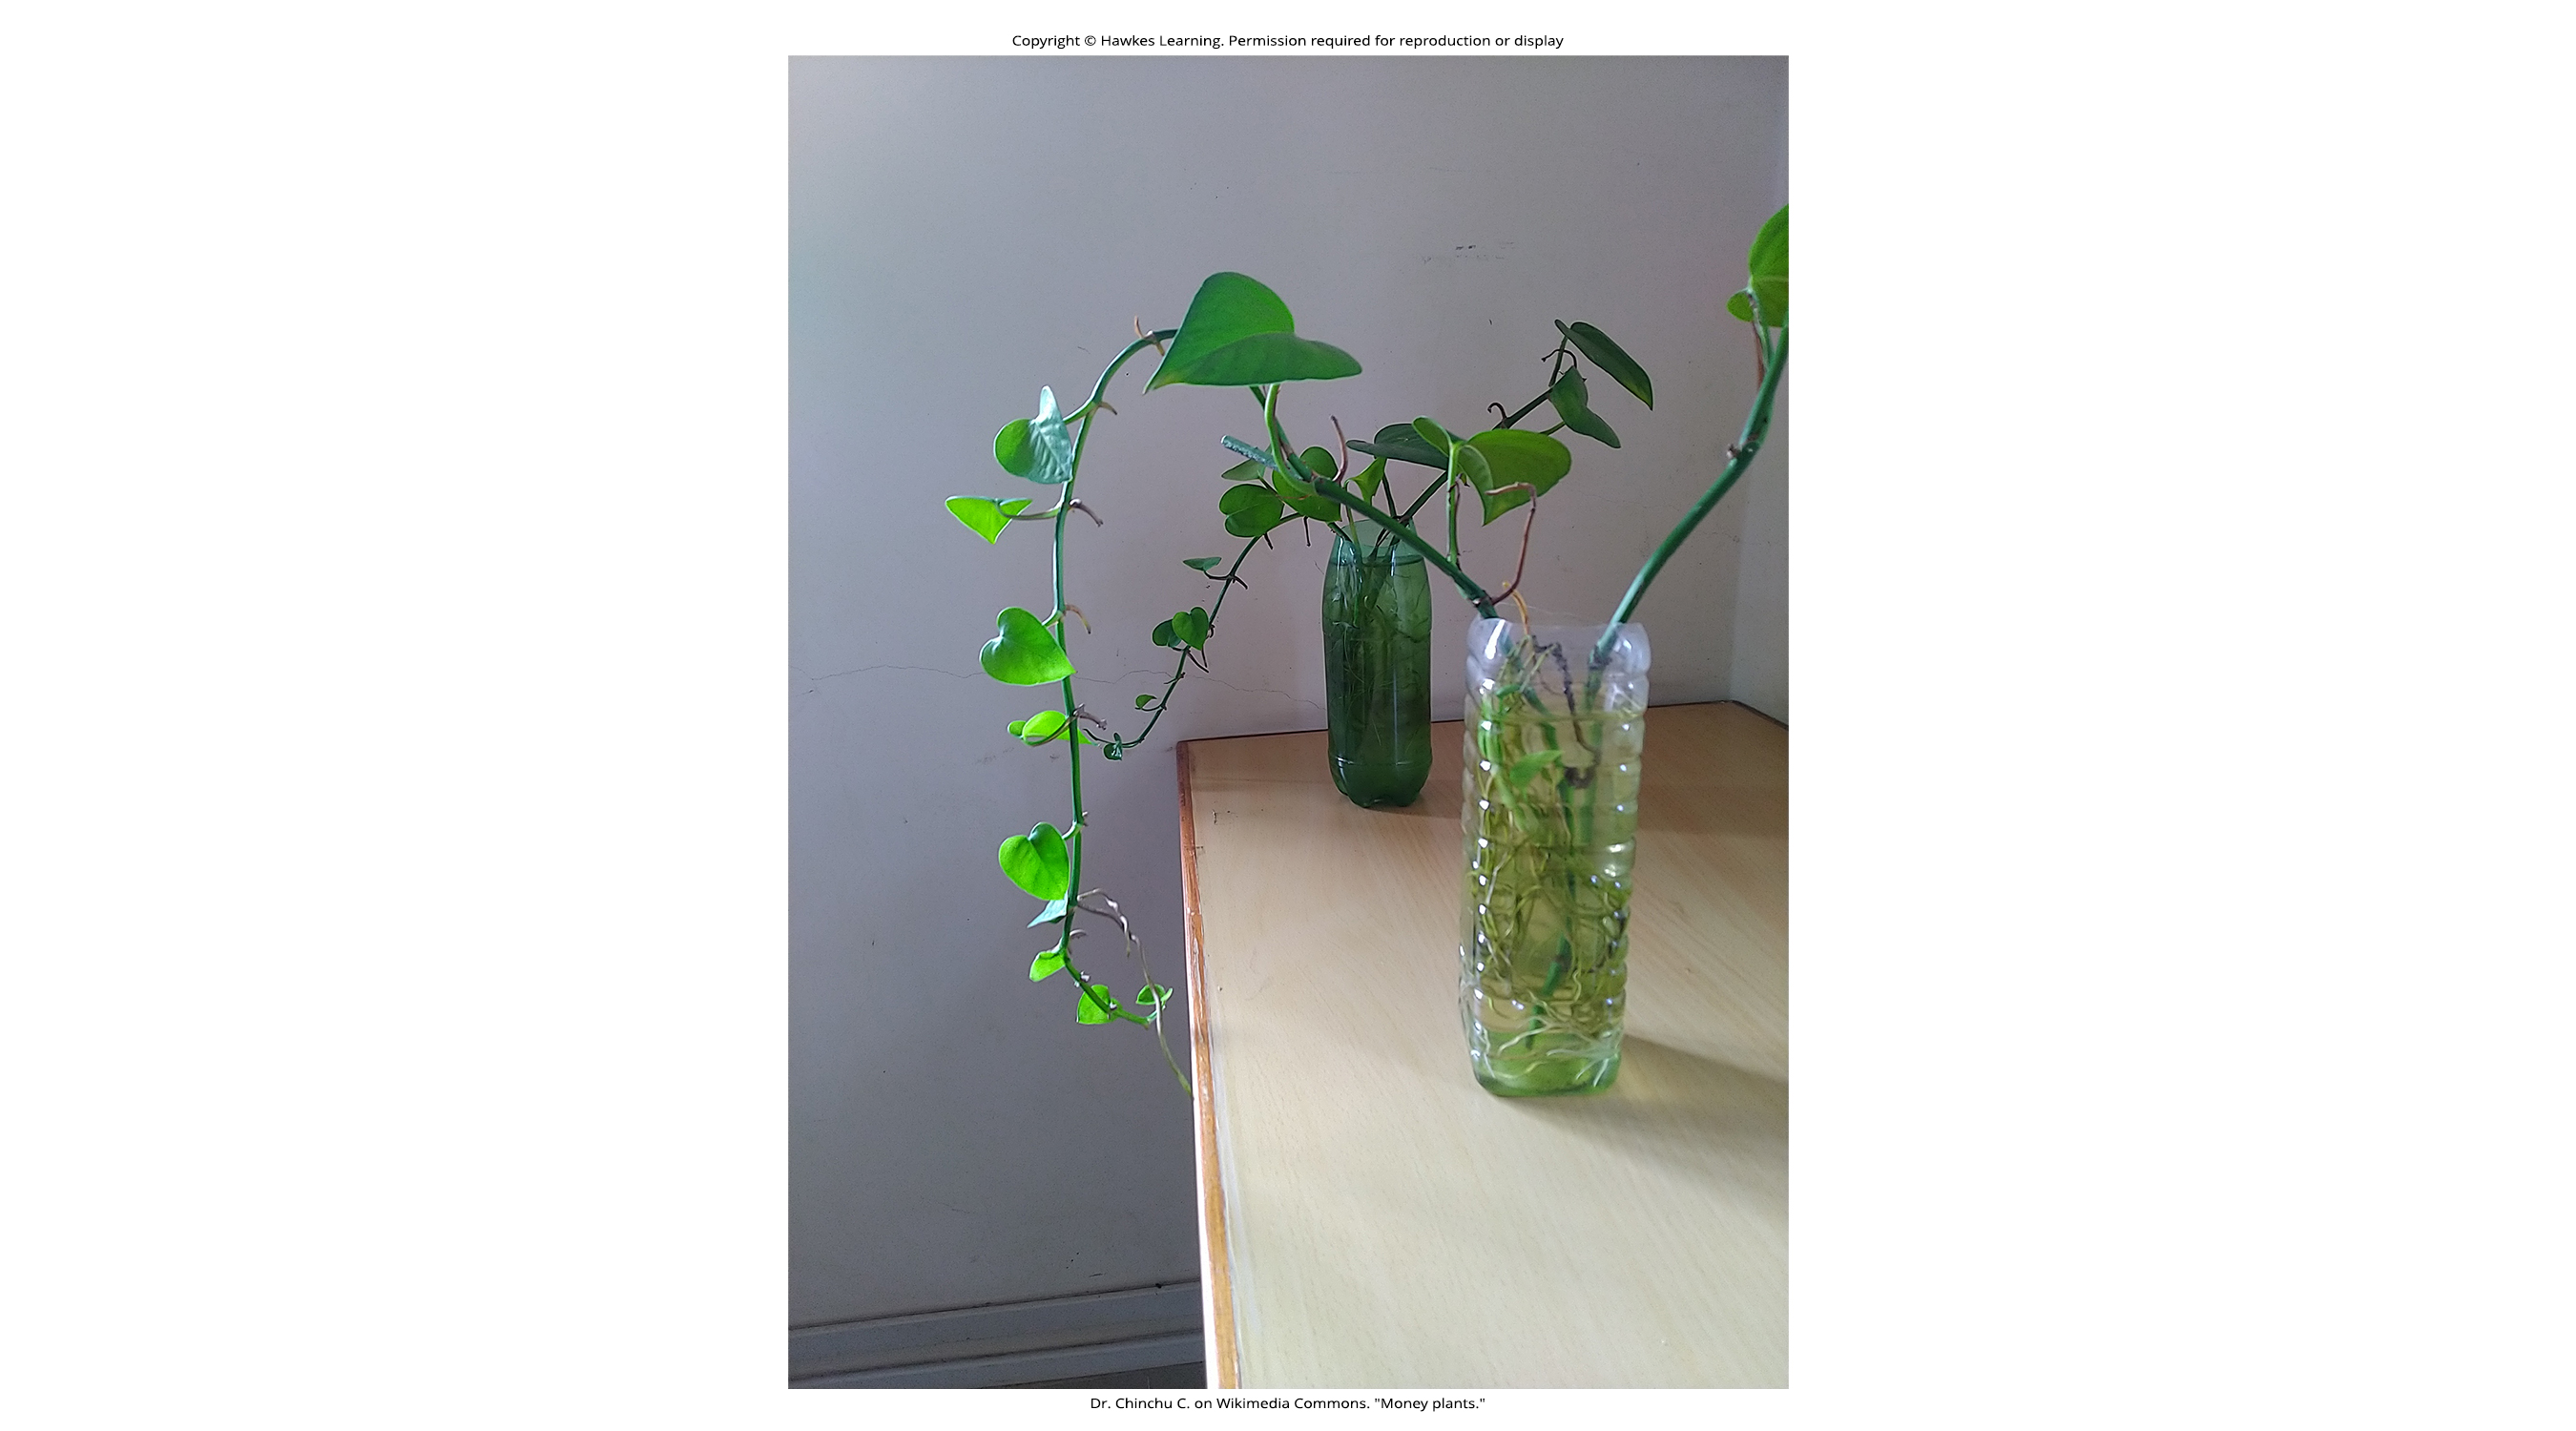 Copyright © Hawkes Learning. Permission required for reproduction or display
Dr. Chinchu C. on Wikimedia Commons. "Money plants."